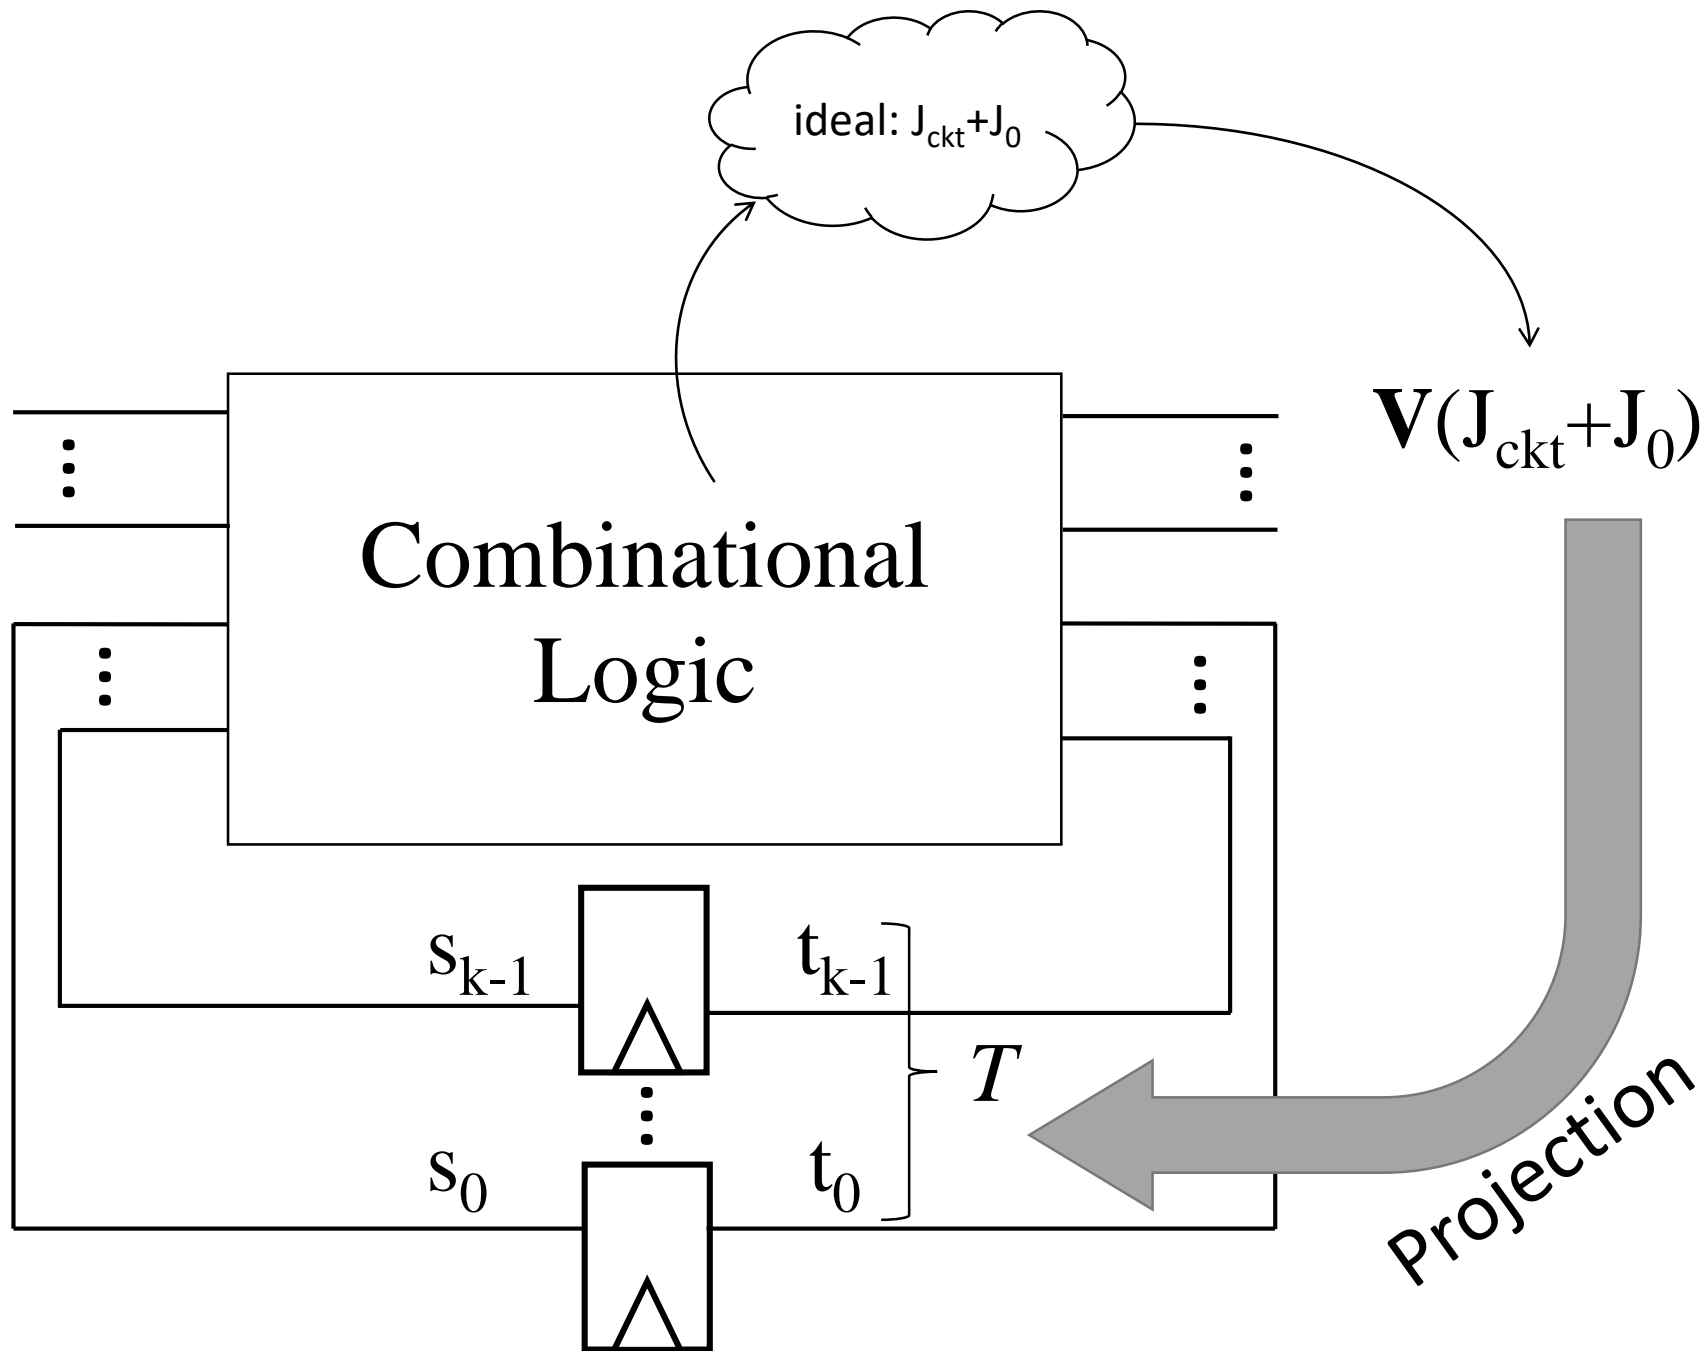 ideal: J_ckt+J_0
V(J_ckt+J_0)
Combinational
Logic
s_k-1
t_k-1
T
s_0
t_0
Projection